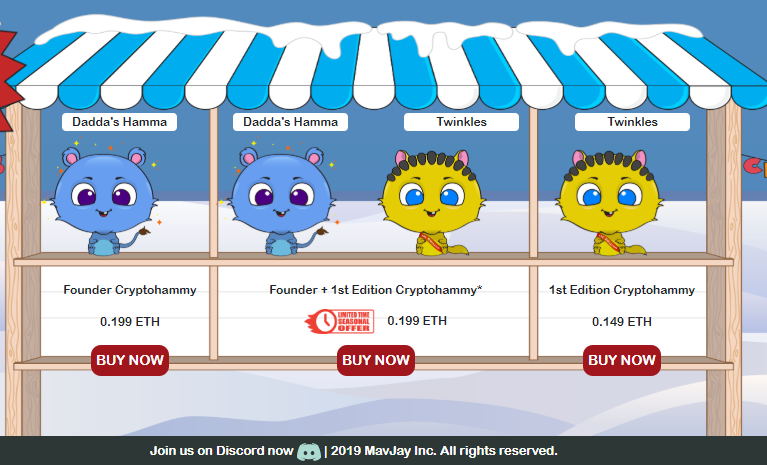 Dadda's Hamma
Dadda's Hamma
Twinkles
Twinkles
Founder Cryptohammy
Founder + 1st Edition Cryptohammy*
1st Edition Cryptohammy
0.199 ETH
LIMITED TIME
SEASONAL
OFFER
0.199 ETH
0.149 ETH
BUY NOW
BUY NOW
BUY NOW
Join us on Discord now | 2019 MavJay Inc. All rights reserved.